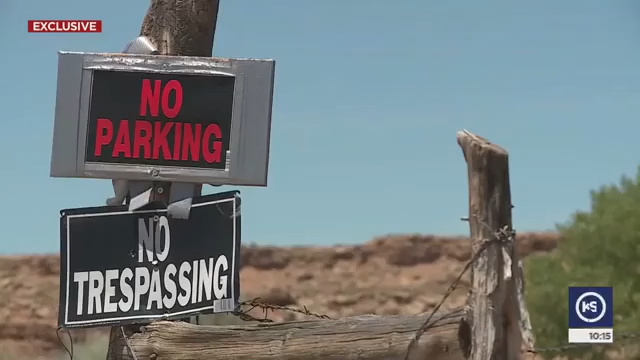 EXCLUSIVE
NO
PARKING
NO
TRESPASSING
KS
10:15